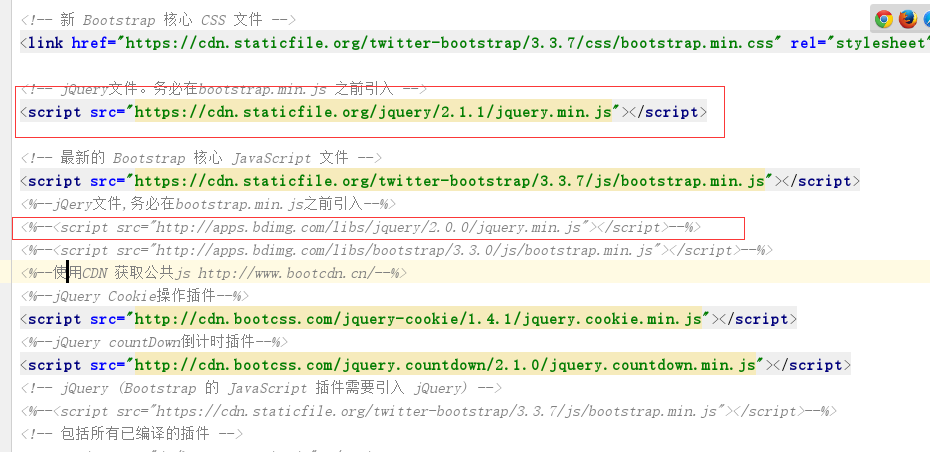 <!-- 新 Bootstrap 核心 CSS 文件 -->
<link href="https://cdn.staticfile.org/twitter-bootstrap/3.3.7/css/bootstrap.min.css" rel="stylesheet"
<!-- jQuery文件。务必在bootstrap.min.js 之前引入 -->
<script src="https://cdn.staticfile.org/jquery/2.1.1/jquery.min.js"></script>
<!-- 最新的 Bootstrap 核心 JavaScript 文件 -->
<script src="https://cdn.staticfile.org/twitter-bootstrap/3.3.7/js/bootstrap.min.js"></script>
<%--jQery文件,务必在bootstrap.min.js之前引入--%>
<%--<script src="http://apps.bdimg.com/libs/jquery/2.0.0/jquery.min.js"></script>--%>
<%--<script src="http://apps.bdimg.com/libs/bootstrap/3.3.0/js/bootstrap.min.js"></script>--%>
<%--使用CDN 获取公共js http://www.bootcdn.cn/--%>
<%--jQuery Cookie操作插件--%>
<script src="http://cdn.bootcss.com/jquery-cookie/1.4.1/jquery.cookie.min.js"></script>
<%--jQuery countDown倒计时插件--%>
<script src="http://cdn.bootcss.com/jquery.countdown/2.1.0/jquery.countdown.min.js"></script>
<!-- jQuery (Bootstrap 的 JavaScript 插件需要引入 jQuery) -->
<%--<script src="https://cdn.staticfile.org/twitter-bootstrap/3.3.7/js/bootstrap.min.js"></script>--%>
<!-- 包括所有已编译的插件 -->